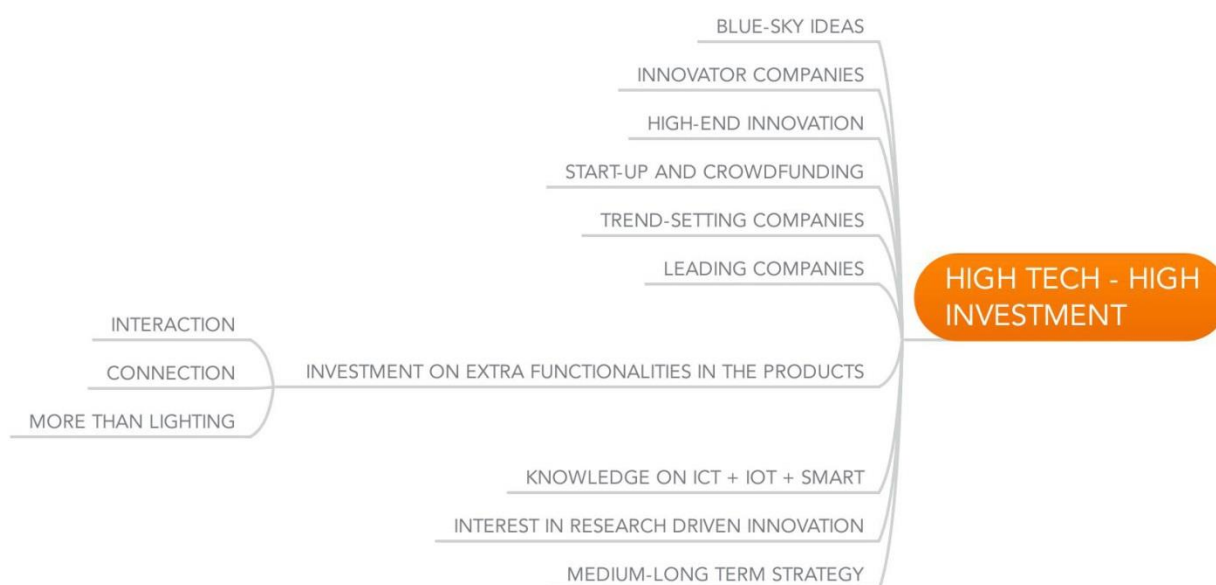 BLUE-SKY IDEAS
INNOVATOR COMPANIES
HIGH-END INNOVATION
START-UP AND CROWDFUNDING
TREND-SETTING COMPANIES
LEADING COMPANIES
HIGH TECH - HIGH
INVESTMENT
INTERACTION
CONNECTION
MORE THAN LIGHTING
INVESTMENT ON EXTRA FUNCTIONALITIES IN THE PRODUCTS
KNOWLEDGE ON ICT + IOT + SMART
INTEREST IN RESEARCH DRIVEN INNOVATION
MEDIUM-LONG TERM STRATEGY